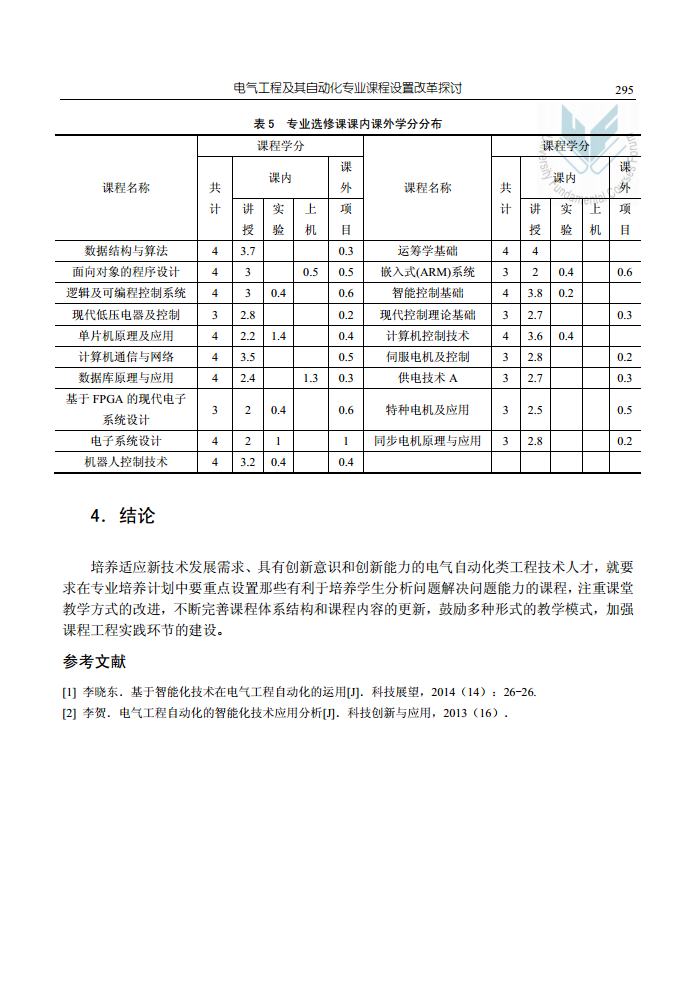 电气工程及其自动化专业课程设置改革探讨 295
表 5 专业选修课课内课外学分分布
课程名称 课程学分 课程名称 课程学分
共计 课内 课外项目 共计 课内 课外项目
讲授 实验 上机 讲授 实验 上机
数据结构与算法 4 3.7 0.3 运筹学基础 4 4
面向对象的程序设计 4 3 0.5 0.5 嵌入式(ARM)系统 3 2 0.4 0.6
逻辑及可编程控制系统 4 3 0.4 0.6 智能控制基础 4 3.8 0.2
现代低压电器及控制 3 2.8 0.2 现代控制理论基础 3 2.7 0.3
单片机原理及应用 4 2.2 1.4 0.4 计算机控制技术 4 3.6 0.4
计算机通信与网络 4 3.5 0.5 伺服电机及控制 3 2.8 0.2
数据库原理与应用 4 2.4 1.3 0.3 供电技术 A 3 2.7 0.3
基于 FPGA 的现代电子
系统设计 3 2 0.4 0.6 特种电机及应用 3 2.5 0.5
电子系统设计 4 2 1 1 同步电机原理与应用 3 2.8 0.2
机器人控制技术 4 3.2 0.4 0.4
4．结论
培养适应新技术发展需求、具有创新意识和创新能力的电气自动化类工程技术人才，就要
求在专业培养计划中要重点设置那些有利于培养学生分析问题解决问题能力的课程，注重课堂
教学方式的改进，不断完善课程体系结构和课程内容的更新，鼓励多种形式的教学模式，加强
课程工程实践环节的建设。
参考文献
[1] 李晓东．基于智能化技术在电气工程自动化的运用[J]．科技展望，2014（14）：26-26.
[2] 李贺．电气工程自动化的智能化技术应用分析[J]．科技创新与应用，2013（16）．